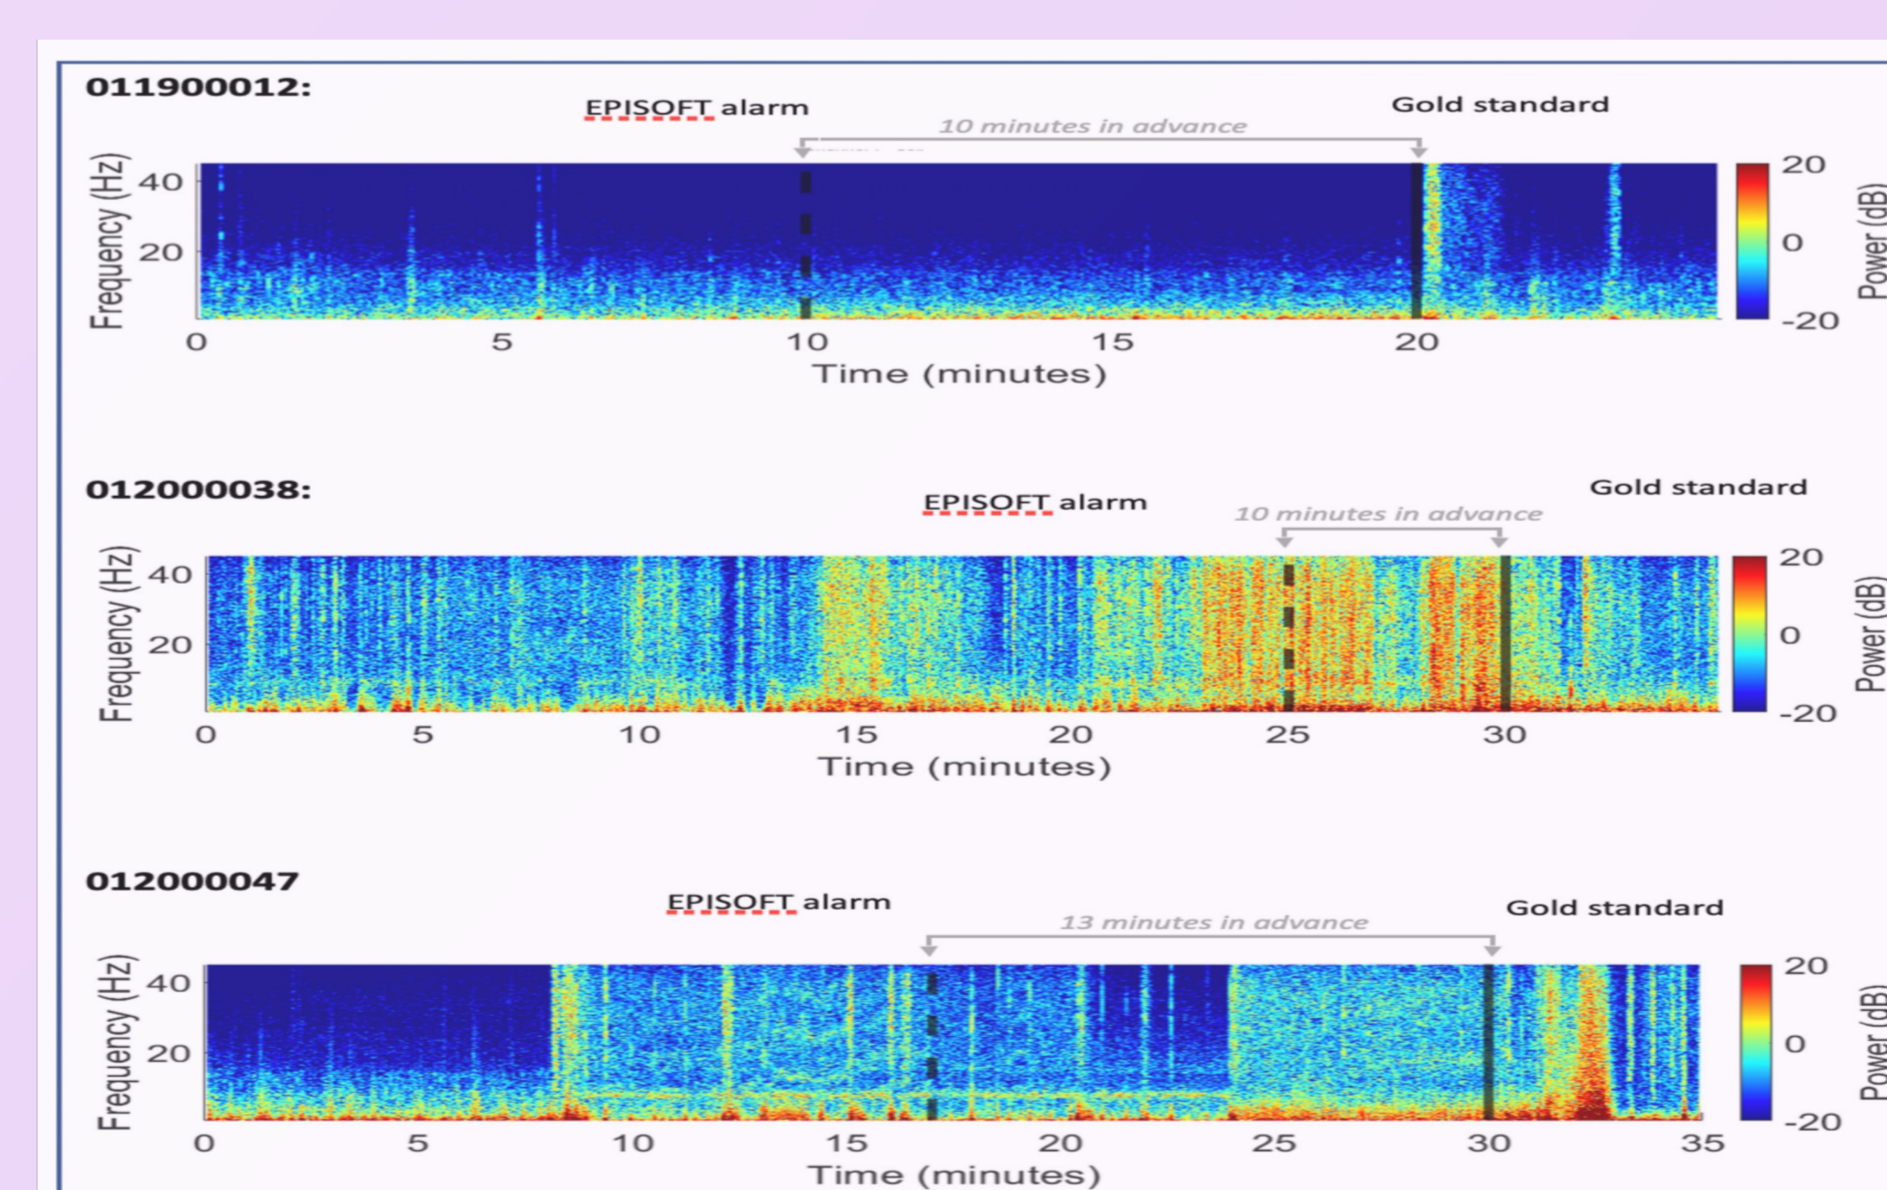 011900012:
EPISOFT alarm
Gold standard
10 minutes in advance
Frequency (Hz)
40
20
0 5 10 15 20
Time (minutes)
20
0
-20
Power (dB)
012000038:
EPISOFT alarm
Gold standard
10 minutes in advance
Frequency (Hz)
40
20
0 5 10 15 20 25 30
Time (minutes)
20
0
-20
Power (dB)
012000047
EPISOFT alarm
Gold standard
13 minutes in advance
Frequency (Hz)
40
20
0 5 10 15 20 25 30 35
Time (minutes)
20
0
-20
Power (dB)